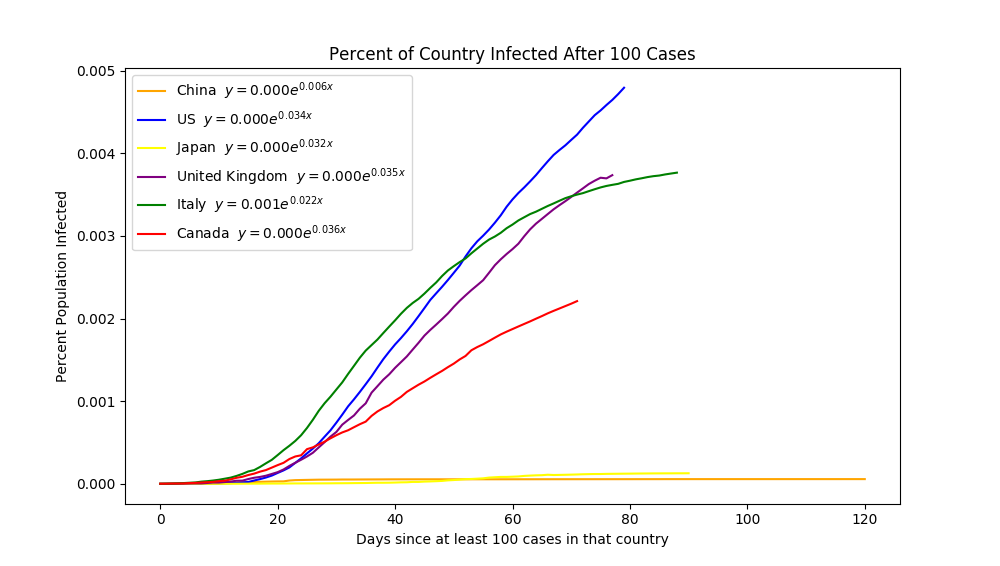 Percent of Country Infected After 100 Cases
Percent Population Infected
0.005
0.004
0.003
0.002
0.001
0.000
China y = 0.000e^0.006x
US y = 0.000e^0.034x
Japan y = 0.000e^0.032x
United Kingdom y = 0.000e^0.035x
Italy y = 0.001e^0.022x
Canada y = 0.000e^0.036x
0 20 40 60 80 100 120
Days since at least 100 cases in that country